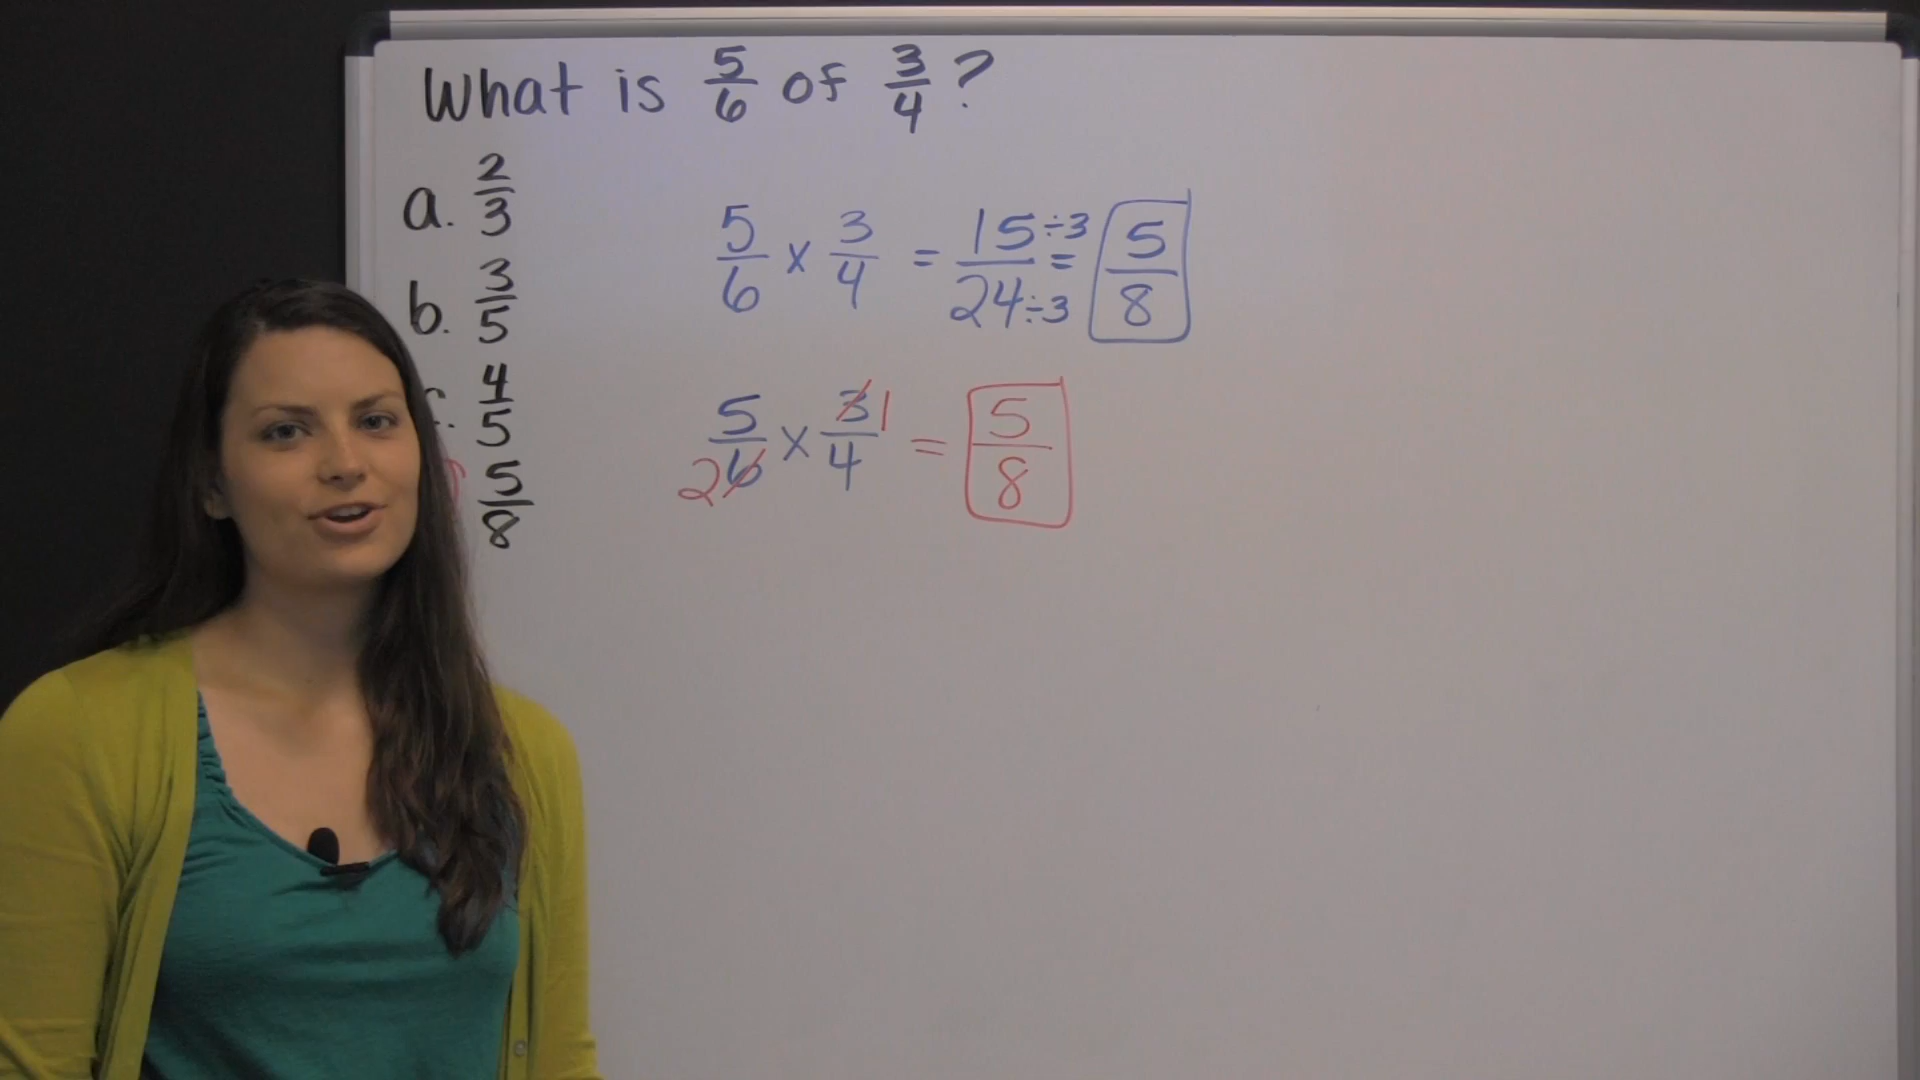 What is 5/6 of 3/4?
a. 2/3
b. 3/5
4/5
5/8
5/6 x 3/4 = 15÷3/24÷3 = 5/8
5/26 x 31/4 = 5/8